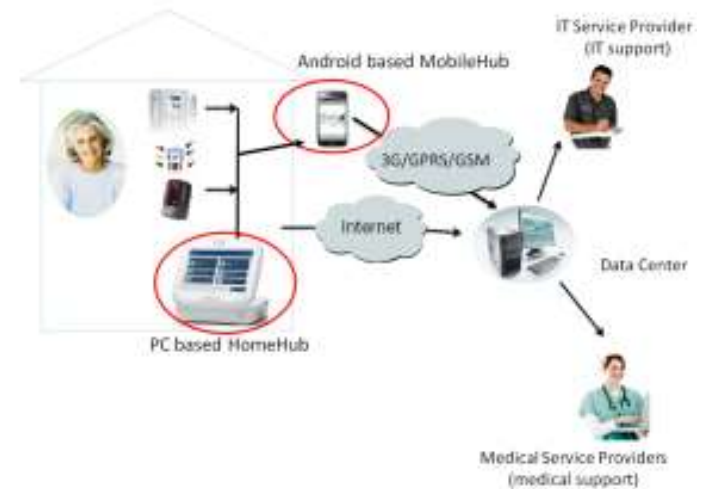 IT Service Provider
(IT support)
Android based MobileHub
3G/GPRS/GSM
Internet
Data Center
PC based HomeHub
Medical Service Providers
(medical support)